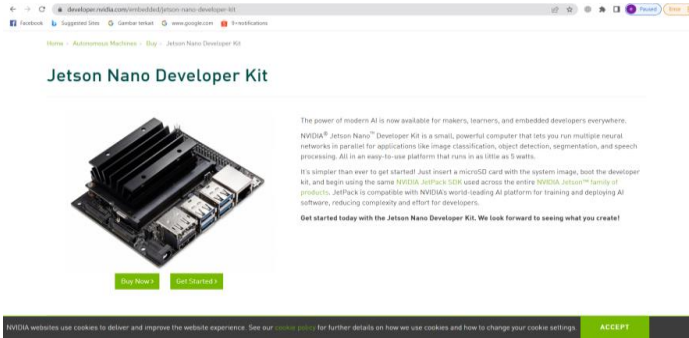 developer.nvidia.com/embedded/jetson-nano-developer-kit
Paused
Error
Facebook Suggested Sites Gambar terkait www.google.com 9+notifications
Home > Autonomous Machines > Buy > Jetson Nano Developer Kit
Jetson Nano Developer Kit
The power of modern AI is now available for makers, learners, and embedded developers everywhere.
NVIDIA® Jetson Nano™ Developer Kit is a small, powerful computer that lets you run multiple neural
networks in parallel for applications like image classification, object detection, segmentation, and speech
processing. All in an easy-to-use platform that runs in as little as 5 watts.
It's simpler than ever to get started! Just insert a microSD card with the system image, boot the developer
kit, and begin using the same NVIDIA JetPack SDK used across the entire NVIDIA Jetson™ family of
products. JetPack is compatible with NVIDIA's world-leading AI platform for training and deploying AI
software, reducing complexity and effort for developers.
Get started today with the Jetson Nano Developer Kit. We look forward to seeing what you create!
Buy Now > Get Started >
NVIDIA websites use cookies to deliver and improve the website experience. See our cookie policy for further details on how we use cookies and how to change your cookie settings.
ACCEPT